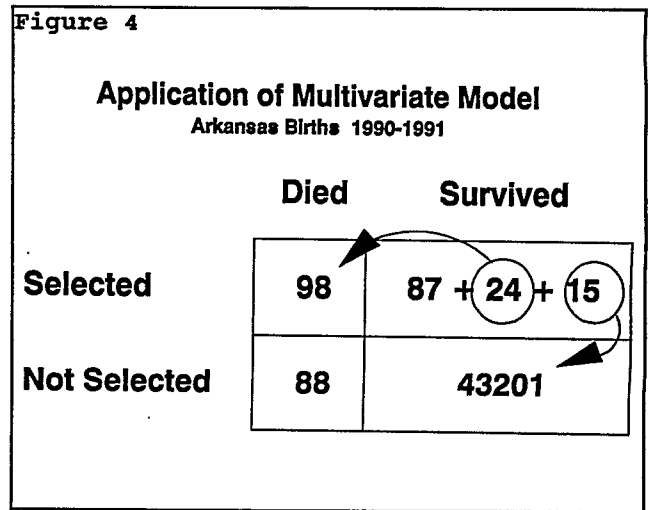 Figure 4
Application of Multivariate Model
Arkansas Births 1990-1991
Died Survived
Selected 98 87 + 24 + 15
Not Selected 88 43201